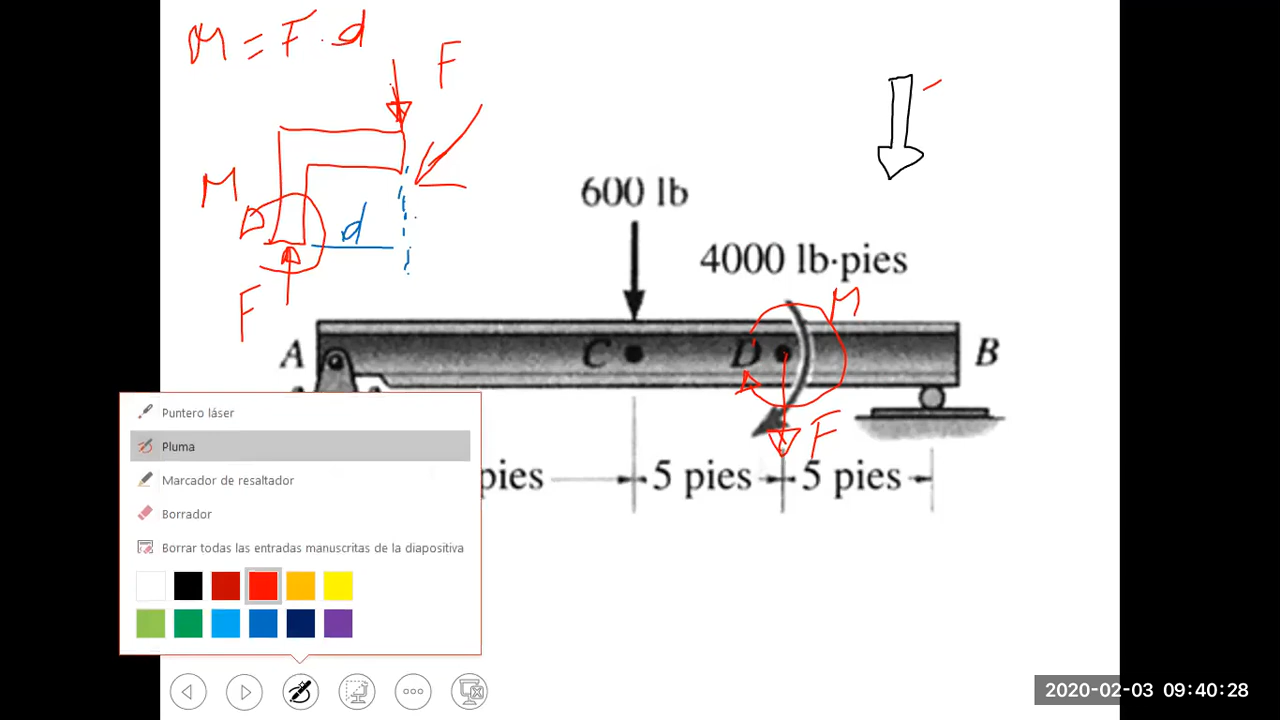 M = F · d
F
M
D
d
F
600 lb
4000 lb·pies
M
A
C
D
B
F
pies
5 pies
5 pies
Puntero láser
Pluma
Marcador de resaltador
Borrador
Borrar todas las entradas manuscritas de la diapositiva
2020-02-03 09:40:28